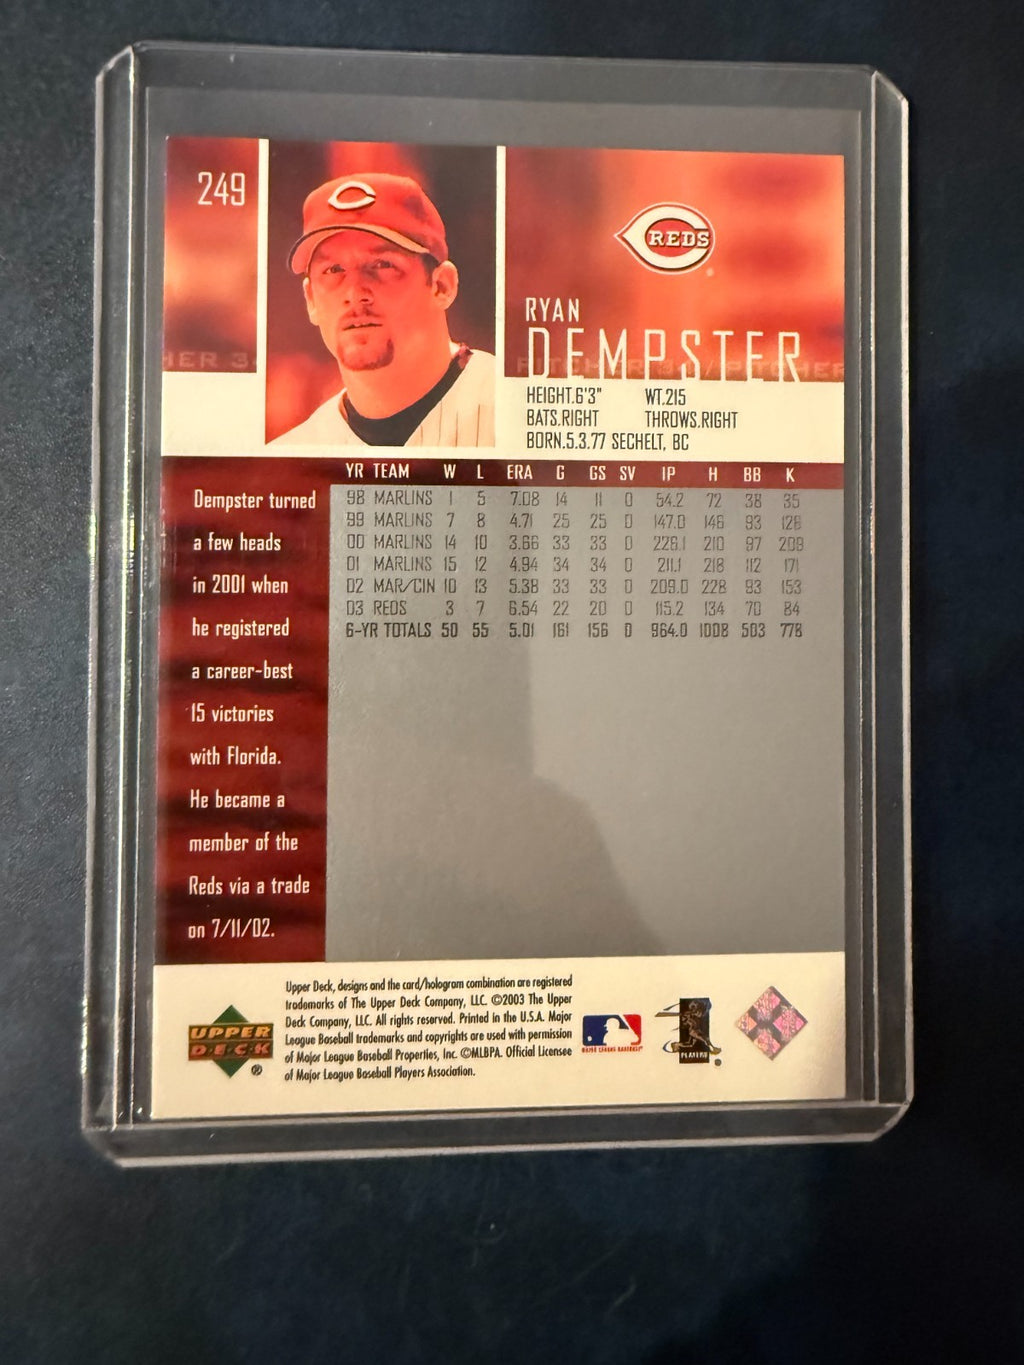 249
REDS
RYAN
DEMPSTER
HEIGHT.6'3" WT.215
BATS.RIGHT THROWS.RIGHT
BORN.5.3.77 SECHELT, BC
YR TEAM W L ERA G GS SV IP H BB K
98 MARLINS 1 5 7.08 14 11 0 54.2 72 38 35
99 MARLINS 7 8 4.71 25 25 0 147.0 146 93 126
00 MARLINS 14 10 3.66 33 33 0 226.1 210 97 209
01 MARLINS 15 12 4.94 34 34 0 211.1 218 112 171
02 MAR/CIN 10 13 5.38 33 33 0 209.0 228 93 153
03 REDS 3 7 6.54 22 20 0 115.2 134 70 84
6-YR TOTALS 50 55 5.01 161 156 0 964.0 1008 503 778
Dempster turned
a few heads
in 2001 when
he registered
a career-best
15 victories
with Florida.
He became a
member of the
Reds via a trade
on 7/11/02.
UPPER
DECK
®
Upper Deck, designs and the card/hologram combination are registered
trademarks of The Upper Deck Company, LLC. ©2003 The Upper
Deck Company, LLC. All rights reserved. Printed in the U.S.A. Major
League Baseball trademarks and copyrights are used with permission
of Major League Baseball Properties, Inc. ©MLBPA. Official Licensee
of Major League Baseball Players Association.
MAJOR LEAGUE BASEBALL
PLAYERS